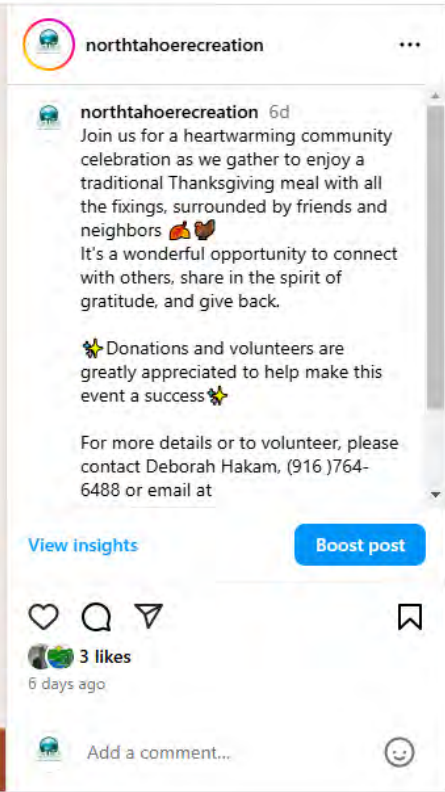 northtahoerecreation
northtahoerecreation 6d
Join us for a heartwarming community
celebration as we gather to enjoy a
traditional Thanksgiving meal with all
the fixings, surrounded by friends and
neighbors 🍂🦃
It's a wonderful opportunity to connect
with others, share in the spirit of
gratitude, and give back.
✨Donations and volunteers are
greatly appreciated to help make this
event a success✨
For more details or to volunteer, please
contact Deborah Hakam, (916 )764-
6488 or email at
View insights
Boost post
3 likes
6 days ago
Add a comment...